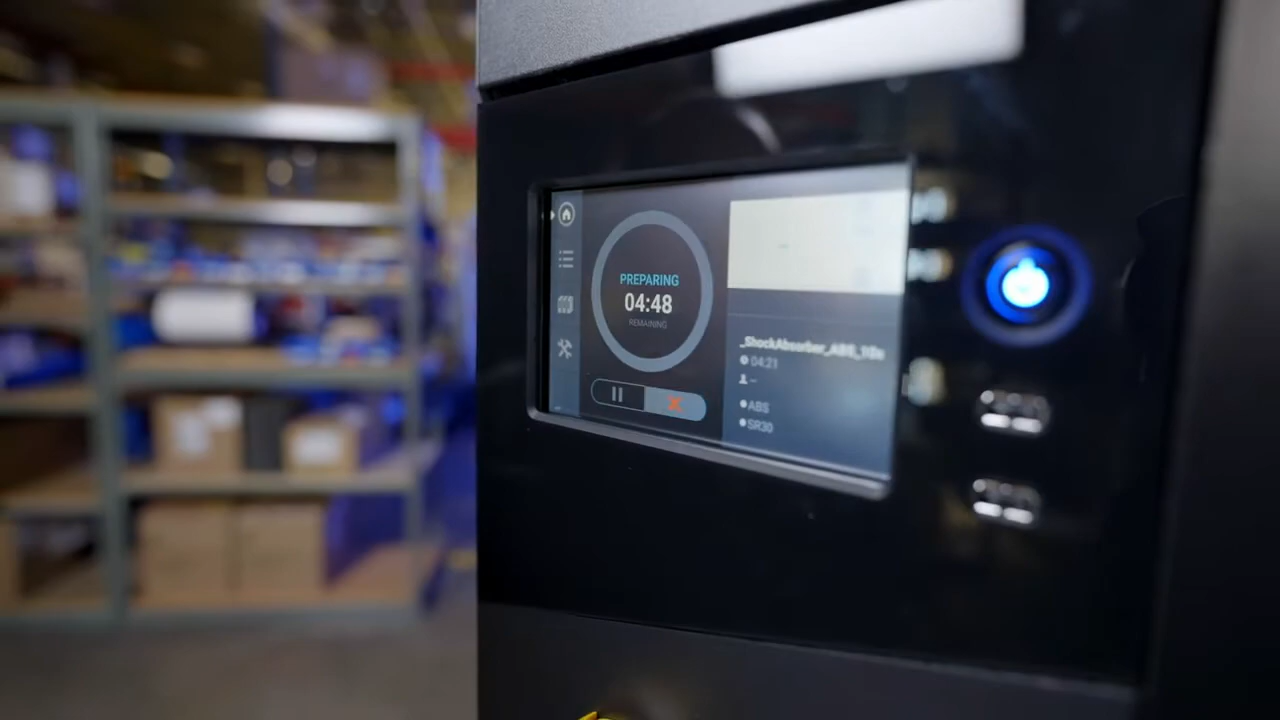 PREPARING
04:48
REMAINING
_ShockAbsorber_ABS_
04:21
--
ABS
SR30